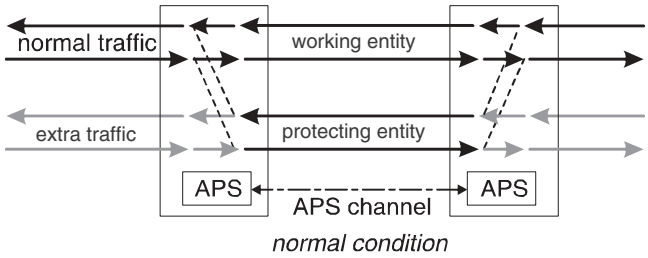 working entity
normal traffic
extra traffic
protecting entity
APS
APS
APS channel
normal condition